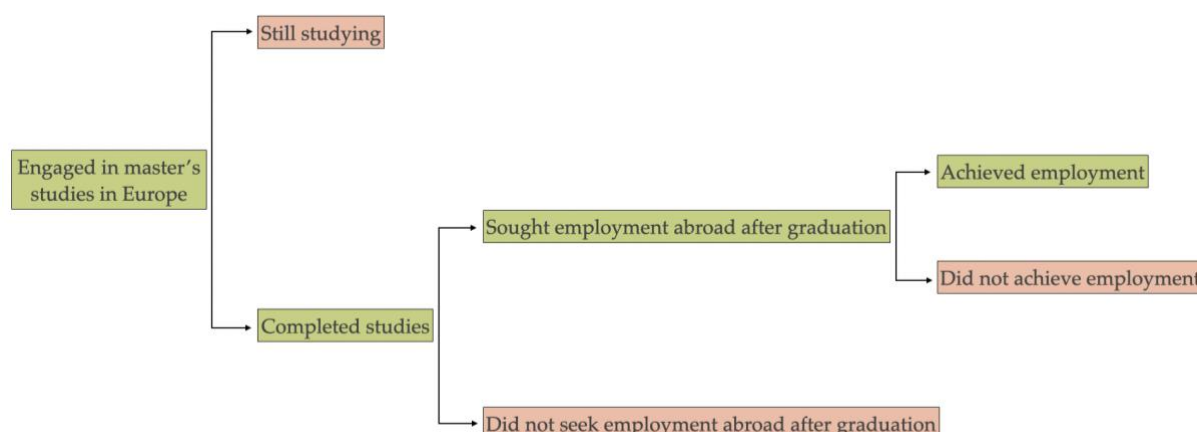 Still studying
Engaged in master's
studies in Europe
Achieved employment
Sought employment abroad after graduation
Did not achieve employment
Completed studies
Did not seek employment abroad after graduation